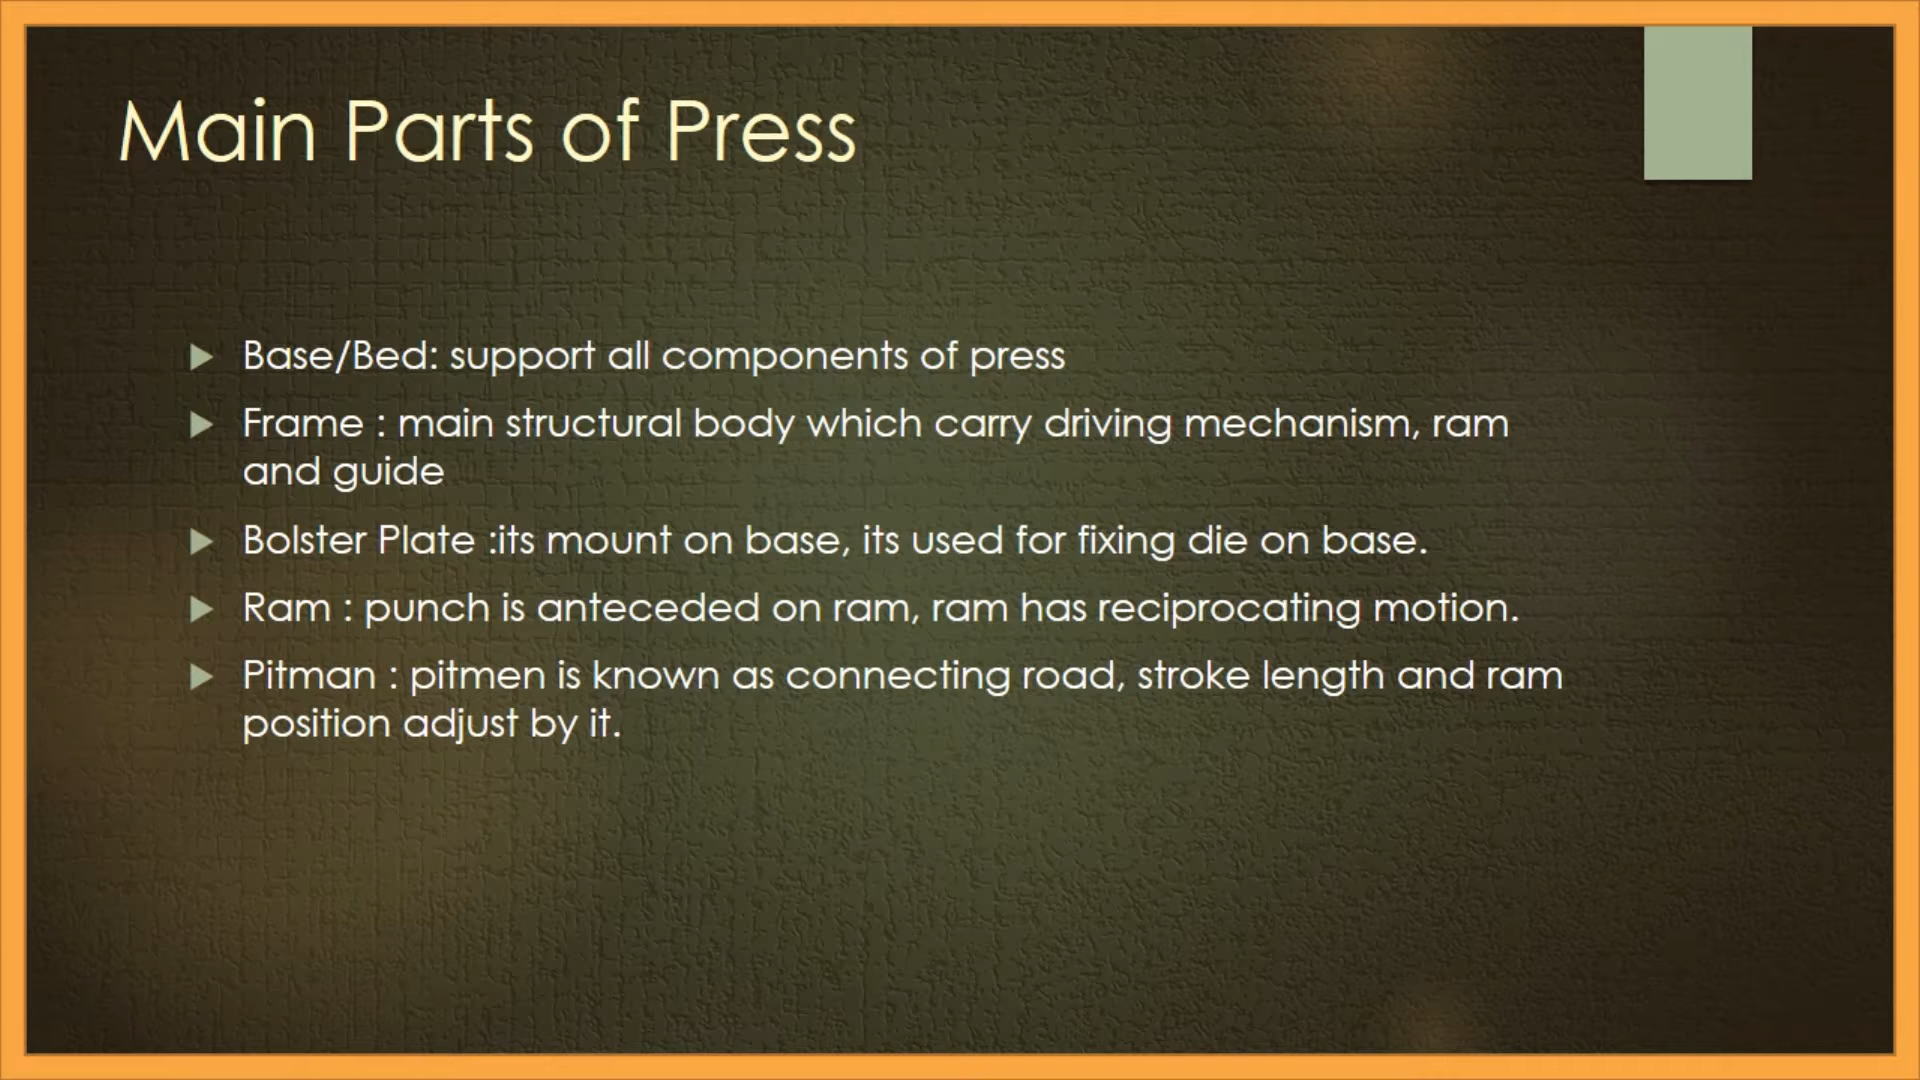 Main Parts of Press
Base/Bed: support all components of press
Frame : main structural body which carry driving mechanism, ram
and guide
Bolster Plate :its mount on base, its used for fixing die on base.
Ram : punch is anteceded on ram, ram has reciprocating motion.
Pitman : pitmen is known as connecting road, stroke length and ram
position adjust by it.